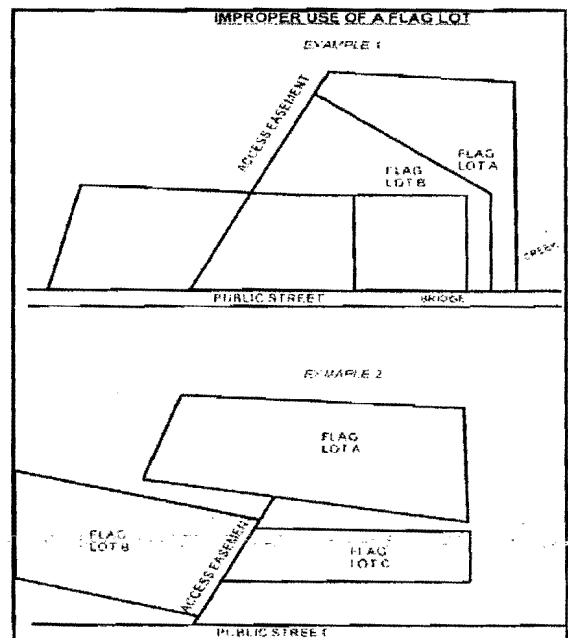 IMPROPER USE OF A FLAG LOT
EXAMPLE 1
ACCESS EASEMENT
FLAG
LOT A
FLAG
LOT B
CREEK
PUBLIC STREET
BRIDGE
EXMAPLE 2
FLAG
LOT A
FLAG
LOT B
ACCESS EASEMENT
FLAG
LOT C
PUBLIC STREET